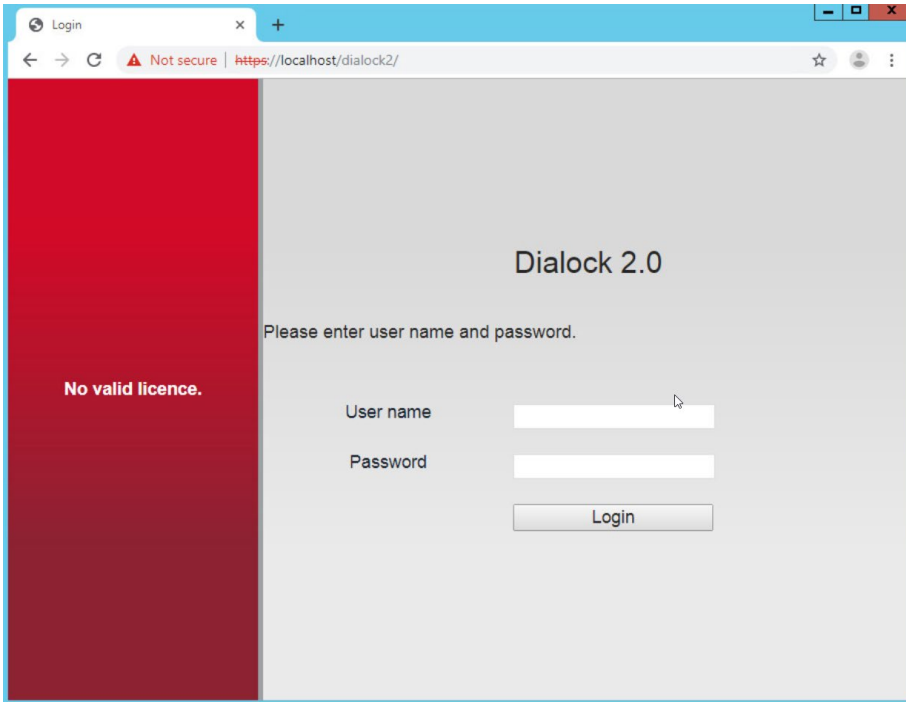 Login
Not secure | https://localhost/dialock2/
Dialock 2.0
Please enter user name and password.
No valid licence.
User name
Password
Login